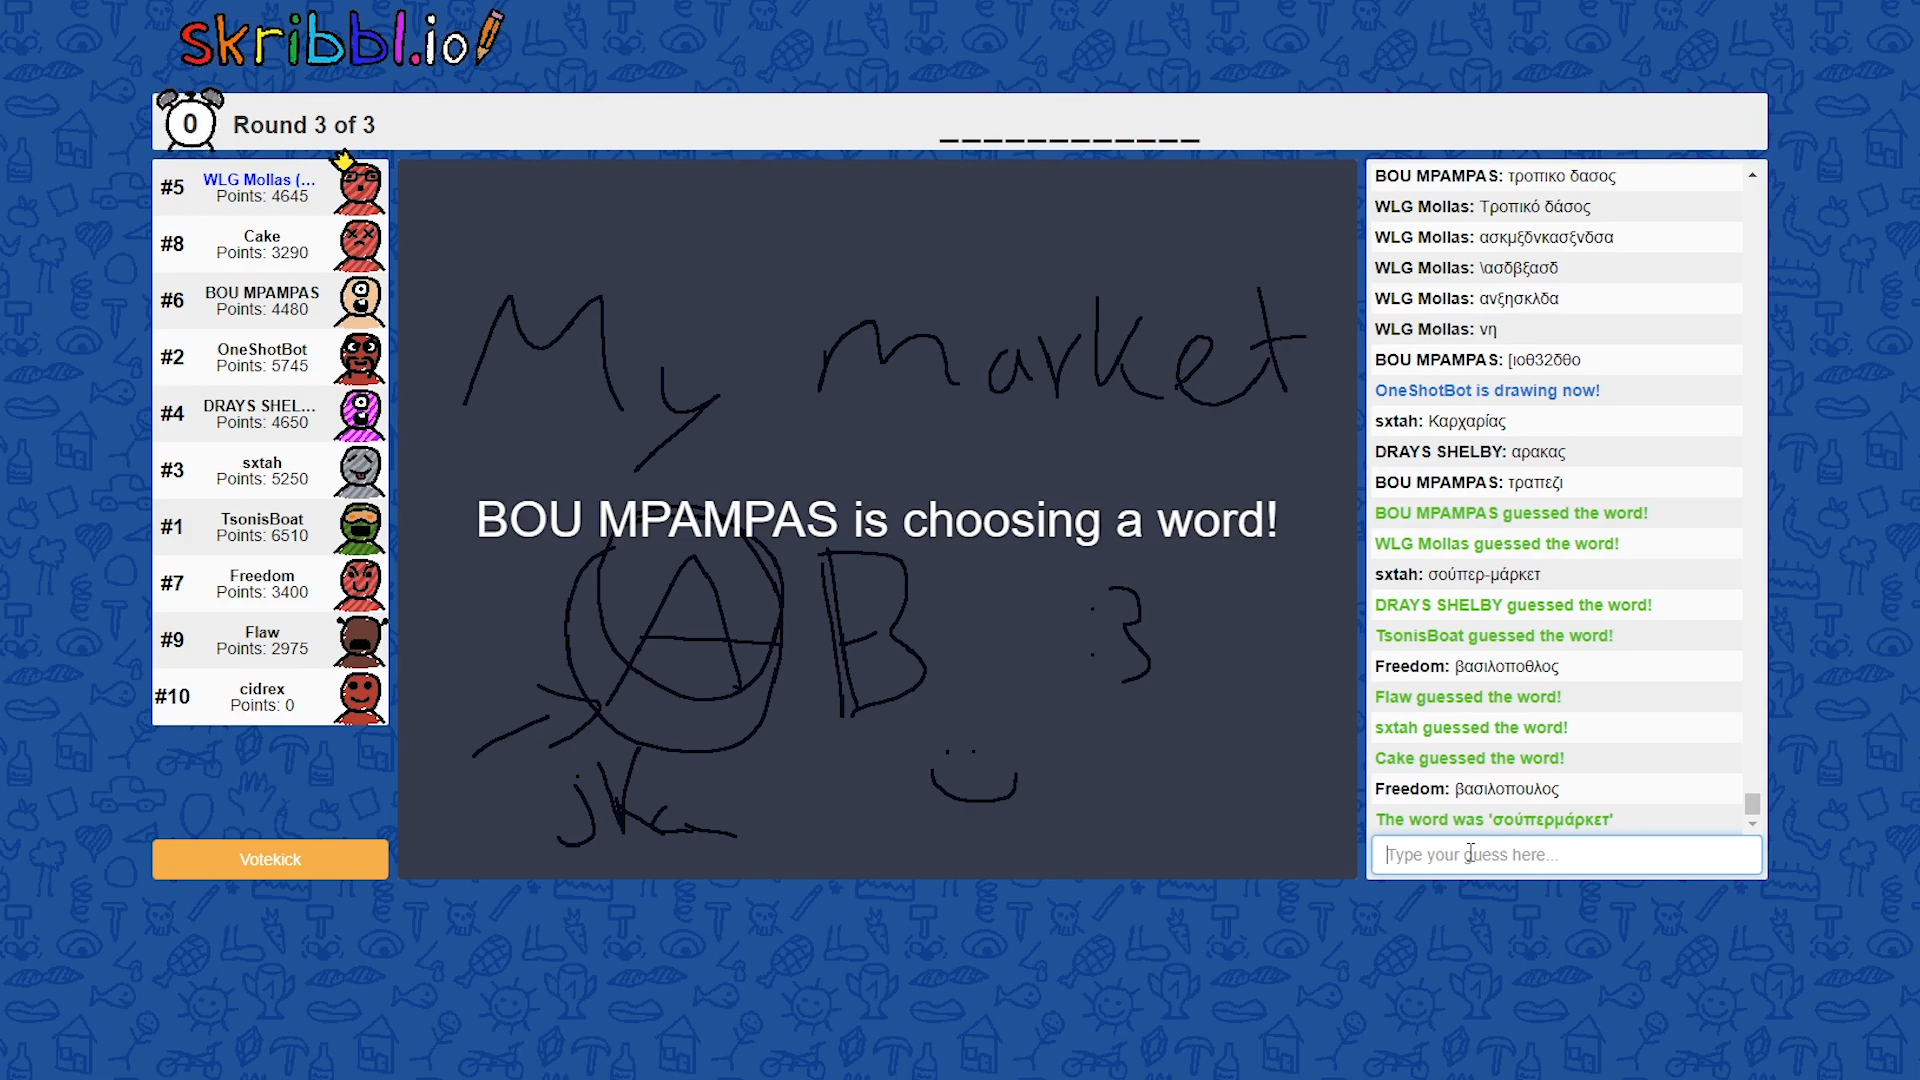 skribbl.io
0
Round 3 of 3
#5 WLG Mollas (...
Points: 4645
#8 Cake
Points: 3290
#6 BOU MPAMPAS
Points: 4480
#2 OneShotBot
Points: 5745
#4 DRAYS SHEL...
Points: 4650
#3 sxtah
Points: 5250
#1 TsonisBoat
Points: 6510
#7 Freedom
Points: 3400
#9 Flaw
Points: 2975
#10 cidrex
Points: 0
Votekick
My market
BOU MPAMPAS is choosing a word!
AB :3
BOU MPAMPAS: τροπικο δασος
WLG Mollas: Τροπικό δάσος
WLG Mollas: ασκμξδνκασξνδσα
WLG Mollas: \ασδβξασδ
WLG Mollas: ανξησκλδα
WLG Mollas: νη
BOU MPAMPAS: [ιοθ32δθο
OneShotBot is drawing now!
sxtah: Καρχαρίας
DRAYS SHELBY: αρακας
BOU MPAMPAS: τραπεζι
BOU MPAMPAS guessed the word!
WLG Mollas guessed the word!
sxtah: σούπερ-μάρκετ
DRAYS SHELBY guessed the word!
TsonisBoat guessed the word!
Freedom: βασιλοποθλος
Flaw guessed the word!
sxtah guessed the word!
Cake guessed the word!
Freedom: βασιλοπουλος
The word was 'σούπερμάρκετ'
Type your guess here...